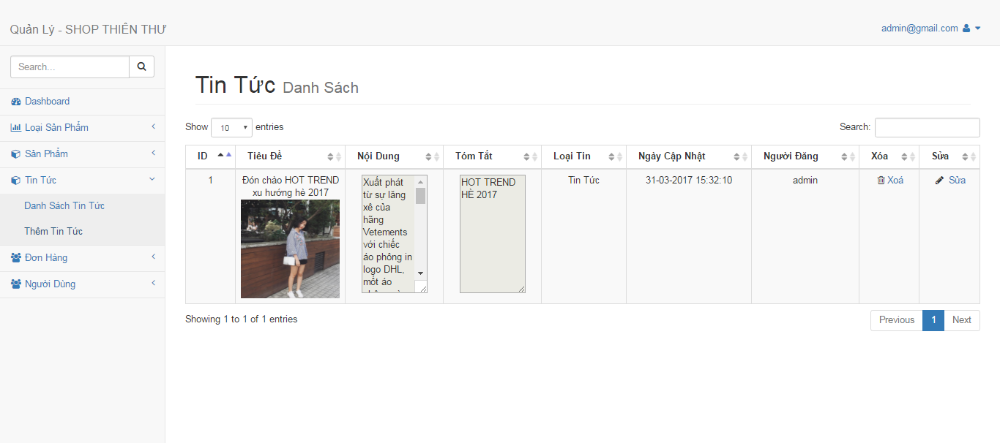 Quản Lý - SHOP THIÊN THƯ
admin@gmail.com
Search...
Dashboard
Loại Sản Phẩm
Sản Phẩm
Tin Tức
Danh Sách Tin Tức
Thêm Tin Tức
Đơn Hàng
Người Dùng
Tin Tức Danh Sách
Show 10 entries
Search:
ID Tiêu Đề Nội Dung Tóm Tắt Loại Tin Ngày Cập Nhật Người Đăng Xóa Sửa
1
Đón chào HOT TREND
xu hướng hè 2017
Xuất phát
từ sự lăng
xê của
hãng
Vetements
với chiếc
áo phông in
logo DHL,
mốt áo
HOT TREND
HÈ 2017
Tin Tức
31-03-2017 15:32:10
admin
Xoá
Sửa
Showing 1 to 1 of 1 entries
Previous 1 Next